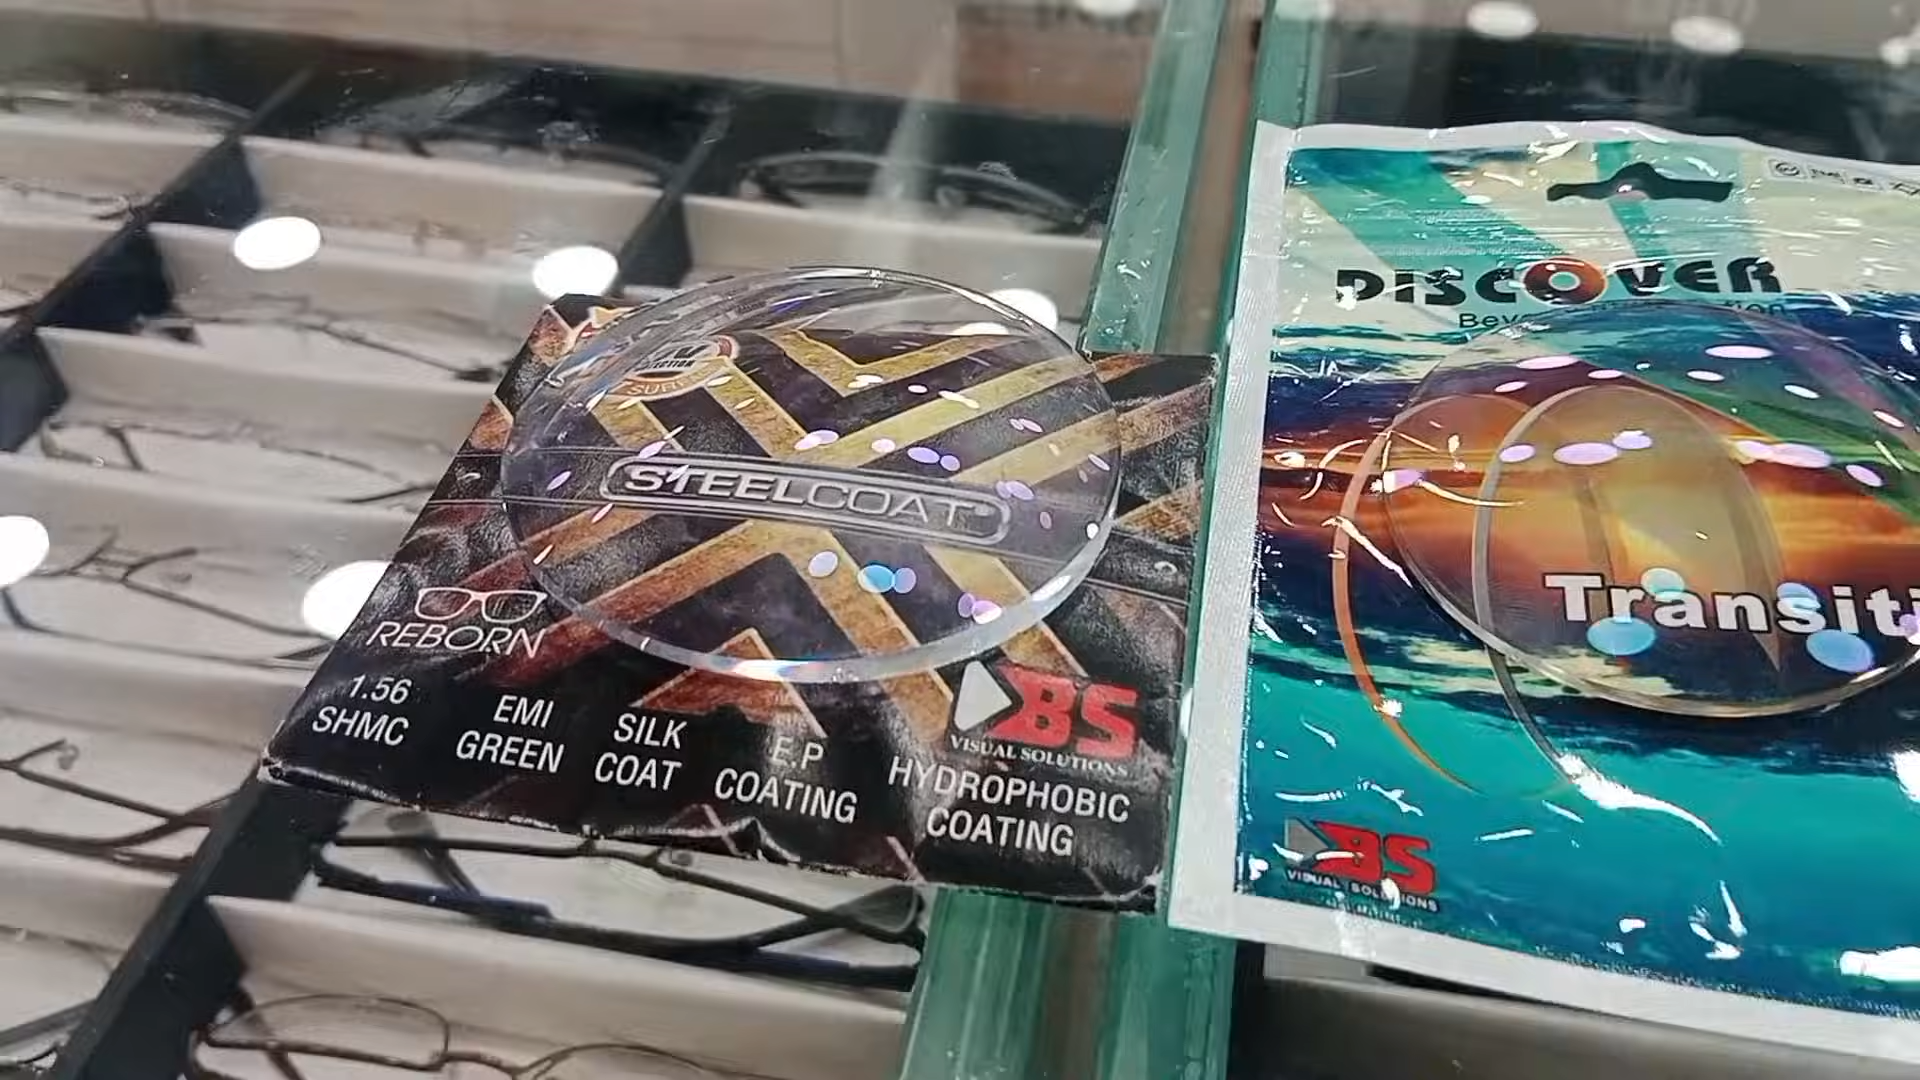 STEELCOAT
REBORN
1.56
SHMC
EMI
GREEN
SILK
COAT
E.P
COATING
BS
VISUAL SOLUTIONS
HYDROPHOBIC
COATING
DISCOVER
Transiti
BS
VISUAL SOLUTIONS